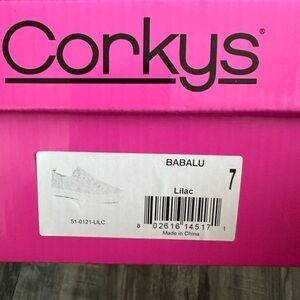 Corkys®
BABALU
7
Lilac
51-0121-LILC
8 02616 14517 1
Made in China